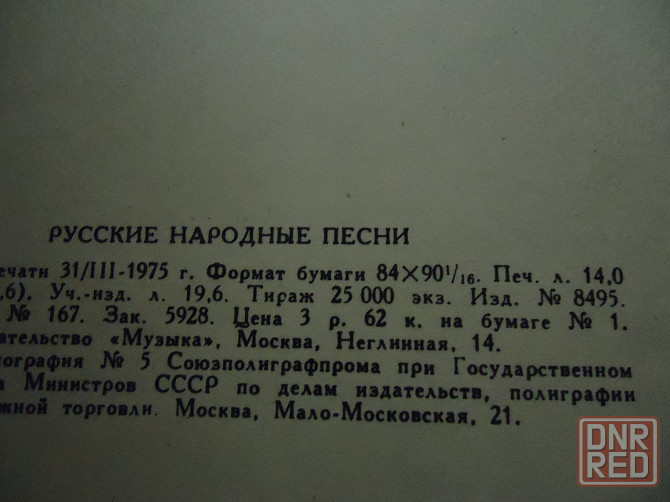 РУССКИЕ НАРОДНЫЕ ПЕСНИ
ечати 31/III-1975 г. Формат бумаги 84×90¹/₁₆. Печ. л. 14,0
,6). Уч.-изд. л. 19,6. Тираж 25 000 экз. Изд. № 8495.
№ 167. Зак. 5928. Цена 3 р. 62 к. на бумаге № 1.
ательство «Музыка», Москва, Неглинная, 14.
ография № 5 Союзполиграфпрома при Государственном
а Министров СССР по делам издательств, полиграфии
жной торговли. Москва, Мало-Московская, 21.
DNR
RED